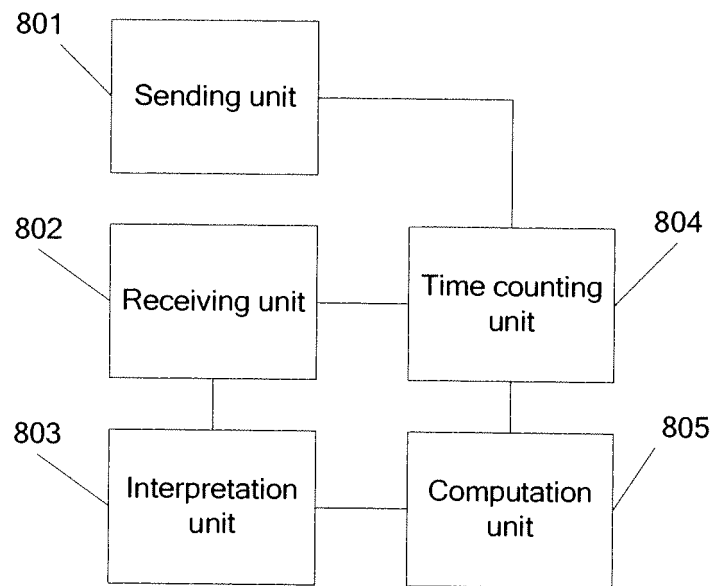 801
Sending unit
802
Receiving unit
804
Time counting
unit
803
Interpretation
unit
805
Computation
unit